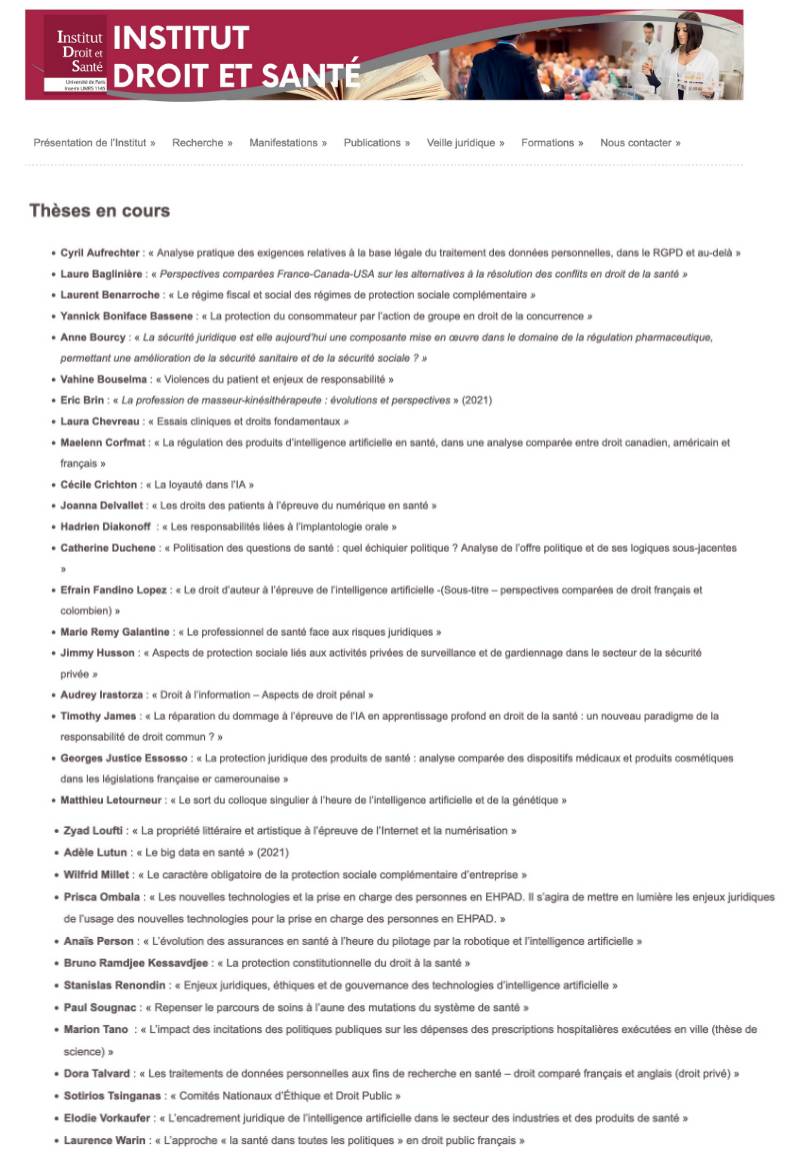 Institut
Droit et
Santé
Université de Paris
Inserm UMRS 1145
INSTITUT
DROIT ET SANTÉ
Présentation de l'Institut » Recherche » Manifestations » Publications » Veille juridique » Formations » Nous contacter »
Thèses en cours
• Cyril Aufrechter : « Analyse pratique des exigences relatives à la base légale du traitement des données personnelles, dans le RGPD et au-delà »
• Laure Baglinière : « Perspectives comparées France-Canada-USA sur les alternatives à la résolution des conflits en droit de la santé »
• Laurent Benarroche : « Le régime fiscal et social des régimes de protection sociale complémentaire »
• Yannick Boniface Bassene : « La protection du consommateur par l'action de groupe en droit de la concurrence »
• Anne Bourcy : « La sécurité juridique est elle aujourd'hui une composante mise en œuvre dans le domaine de la régulation pharmaceutique,
permettant une amélioration de la sécurité sanitaire et de la sécurité sociale ? »
• Vahine Bouselma : « Violences du patient et enjeux de responsabilité »
• Eric Brin : « La profession de masseur-kinésithérapeute : évolutions et perspectives » (2021)
• Laura Chevreau : « Essais cliniques et droits fondamentaux »
• Maelenn Corfmat : « La régulation des produits d'intelligence artificielle en santé, dans une analyse comparée entre droit canadien, américain et
français »
• Cécile Crichton : « La loyauté dans l'IA »
• Joanna Delvallet : « Les droits des patients à l'épreuve du numérique en santé »
• Hadrien Diakonoff : « Les responsabilités liées à l'implantologie orale »
• Catherine Duchene : « Politisation des questions de santé : quel échiquier politique ? Analyse de l'offre politique et de ses logiques sous-jacentes
»
• Efrain Fandino Lopez : « Le droit d'auteur à l'épreuve de l'intelligence artificielle -(Sous-titre – perspectives comparées de droit français et
colombien) »
• Marie Remy Galantine : « Le professionnel de santé face aux risques juridiques »
• Jimmy Husson : « Aspects de protection sociale liés aux activités privées de surveillance et de gardiennage dans le secteur de la sécurité
privée »
• Audrey Irastorza : « Droit à l'information – Aspects de droit pénal »
• Timothy James : « La réparation du dommage à l'épreuve de l'IA en apprentissage profond en droit de la santé : un nouveau paradigme de la
responsabilité de droit commun ? »
• Georges Justice Essosso : « La protection juridique des produits de santé : analyse comparée des dispositifs médicaux et produits cosmétiques
dans les législations française er camerounaise »
• Matthieu Letourneur : « Le sort du colloque singulier à l'heure de l'intelligence artificielle et de la génétique »
• Zyad Loufti : « La propriété littéraire et artistique à l'épreuve de l'Internet et la numérisation »
• Adèle Lutun : « Le big data en santé » (2021)
• Wilfrid Millet : « Le caractère obligatoire de la protection sociale complémentaire d'entreprise »
• Prisca Ombala : « Les nouvelles technologies et la prise en charge des personnes en EHPAD. Il s'agira de mettre en lumière les enjeux juridiques
de l'usage des nouvelles technologies pour la prise en charge des personnes en EHPAD. »
• Anaïs Person : « L'évolution des assurances en santé à l'heure du pilotage par la robotique et l'intelligence artificielle »
• Bruno Ramdjee Kessavdjee : « La protection constitutionnelle du droit à la santé »
• Stanislas Renondin : « Enjeux juridiques, éthiques et de gouvernance des technologies d'intelligence artificielle »
• Paul Sougnac : « Repenser le parcours de soins à l'aune des mutations du système de santé »
• Marion Tano : « L'impact des incitations des politiques publiques sur les dépenses des prescriptions hospitalières exécutées en ville (thèse de
science) »
• Dora Talvard : « Les traitements de données personnelles aux fins de recherche en santé – droit comparé français et anglais (droit privé) »
• Sotirios Tsinganas : « Comités Nationaux d'Éthique et Droit Public »
• Elodie Vorkaufer : « L'encadrement juridique de l'intelligence artificielle dans le secteur des industries et des produits de santé »
• Laurence Warin : « L'approche « la santé dans toutes les politiques » en droit public français »